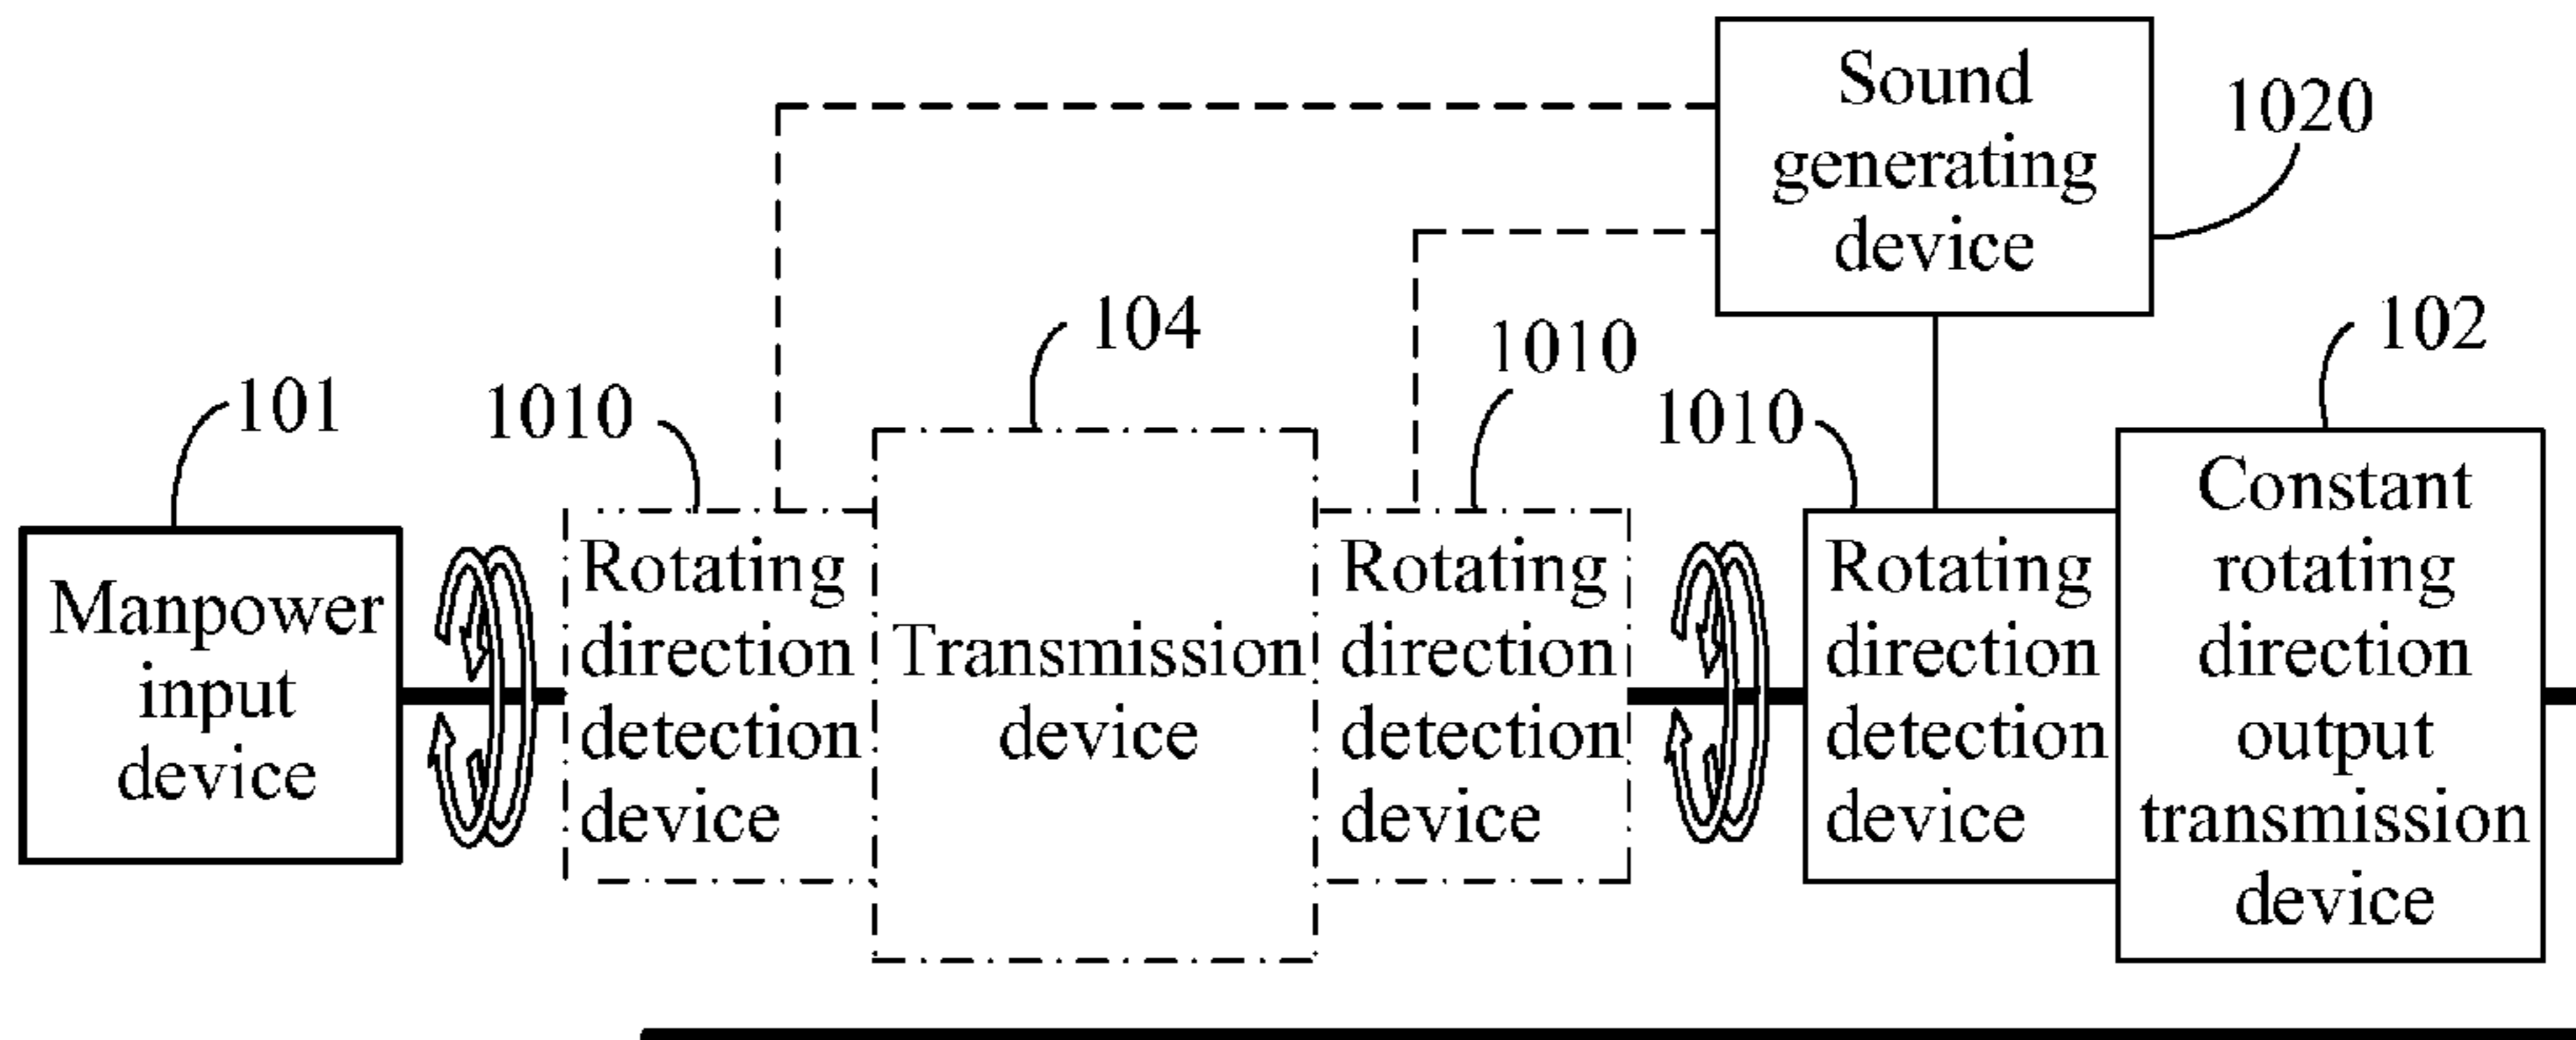 Sound
generating
device
1020
104
1010
102
101
1010
1010
Manpower
input
device
Rotating
direction
detection
device
Transmission
device
Rotating
direction
detection
device
Rotating
direction
detection
device
Constant
rotating
direction
output
transmission
device